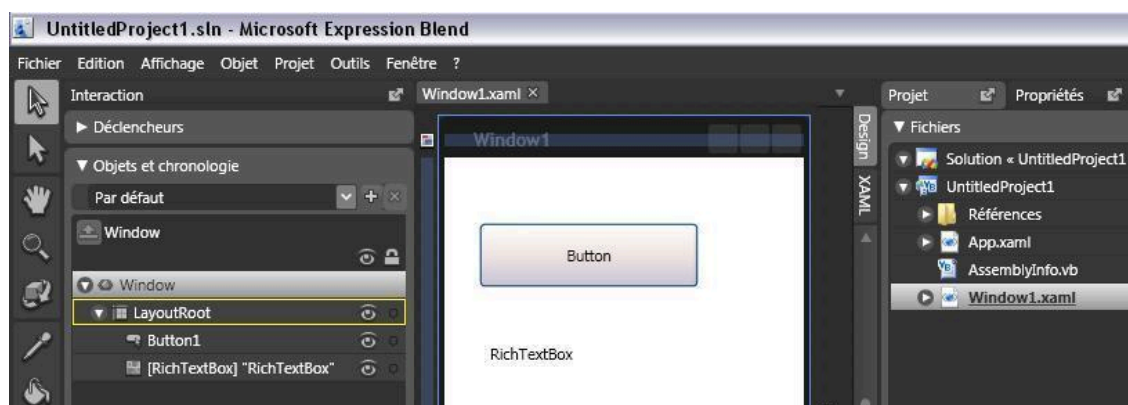 UntitledProject1.sln - Microsoft Expression Blend
Fichier Edition Affichage Objet Projet Outils Fenêtre ?
Interaction
Déclencheurs
Objets et chronologie
Par défaut
Window
Window
LayoutRoot
Button1
[RichTextBox] "RichTextBox"
Window1.xaml
Window1
Button
RichTextBox
Design
XAML
Projet Propriétés
Fichiers
Solution « UntitledProject1
UntitledProject1
Références
App.xaml
AssemblyInfo.vb
Window1.xaml